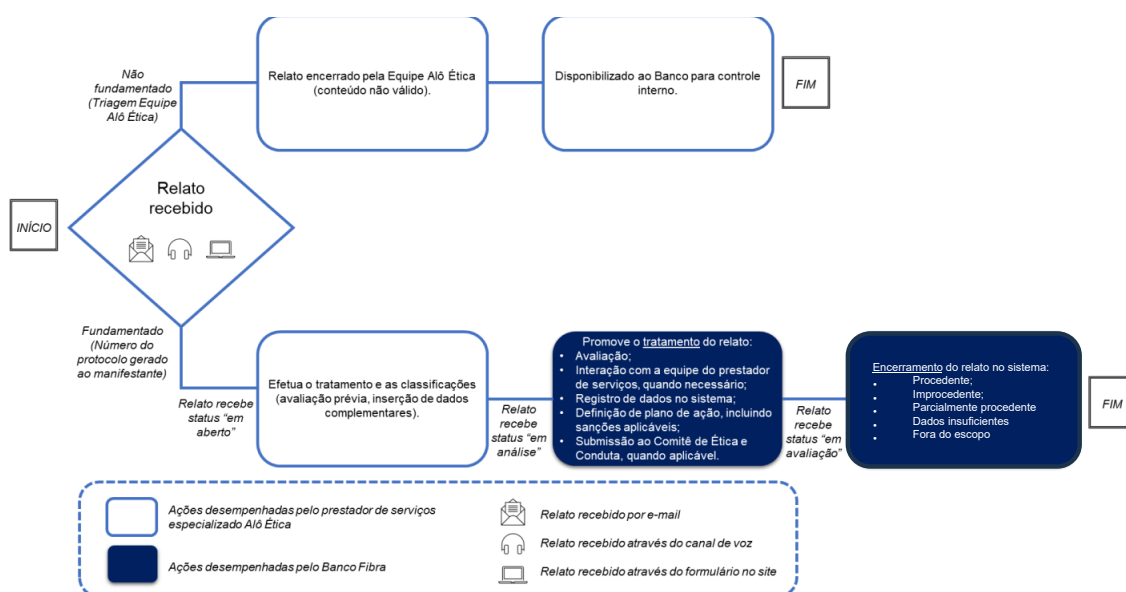 INÍCIO
Relato
recebido
Não
fundamentado
(Triagem Equipe
Alô Ética)
Relato encerrado pela Equipe Alô Ética
(conteúdo não válido).
Disponibilizado ao Banco para controle
interno.
FIM
Fundamentado
(Número do
protocolo gerado
ao manifestante)
Relato recebe
status “em
aberto”
Efetua o tratamento e as classificações
(avaliação prévia, inserção de dados
complementares).
Relato
recebe
status “em
análise”
Promove o tratamento do relato:
• Avaliação;
• Interação com a equipe do prestador
de serviços, quando necessário;
• Registro de dados no sistema;
• Definição de plano de ação, incluindo
sanções aplicáveis;
• Submissão ao Comitê de Ética e
Conduta, quando aplicável.
Relato
recebe
status “em
avaliação”
Encerramento do relato no sistema:
• Procedente;
• Improcedente;
• Parcialmente procedente
• Dados insuficientes
• Fora do escopo
FIM
Ações desempenhadas pelo prestador de serviços
especializado Alô Ética
Ações desempenhadas pelo Banco Fibra
Relato recebido por e-mail
Relato recebido através do canal de voz
Relato recebido através do formulário no site